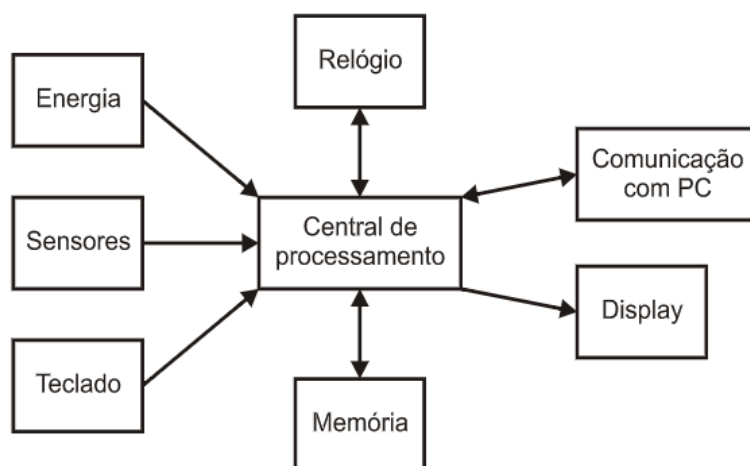 Relógio
Energia
Comunicação
com PC
Sensores
Central de
processamento
Display
Teclado
Memória